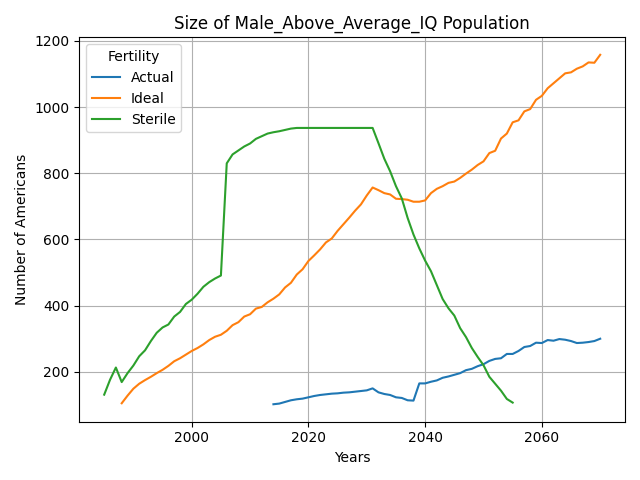 Size of Male_Above_Average_IQ Population
Fertility
Actual
Ideal
Sterile
Number of Americans
1200
1000
800
600
400
200
2000
2020
2040
2060
Years